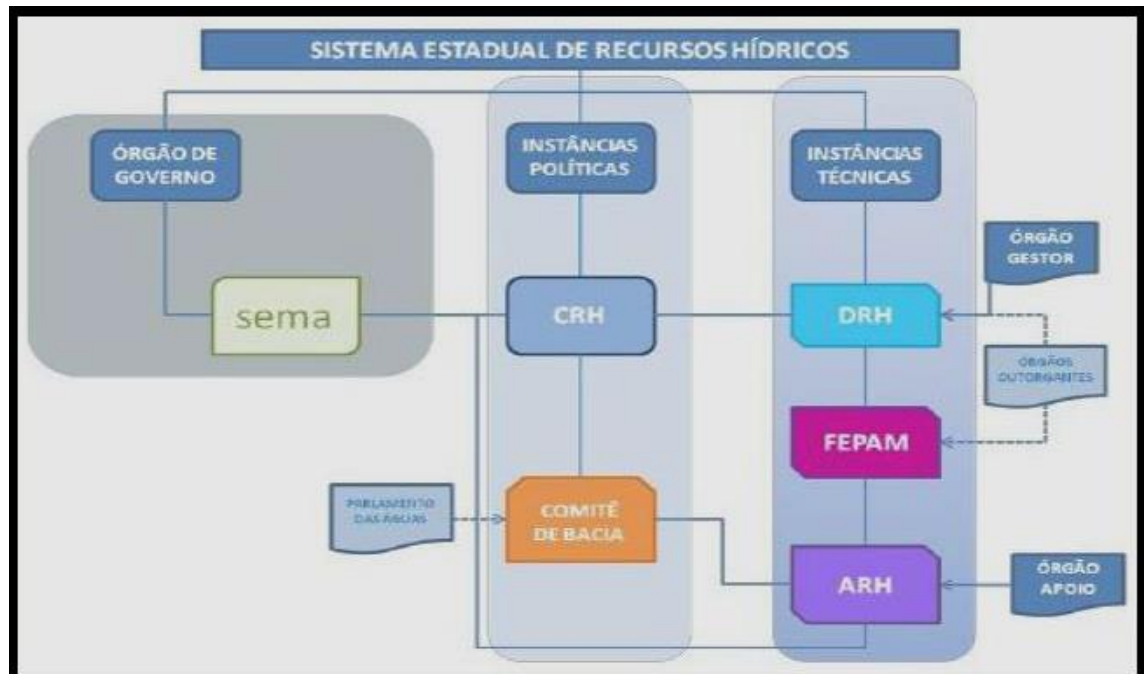 SISTEMA ESTADUAL DE RECURSOS HÍDRICOS
ÓRGÃO DE
GOVERNO
INSTÂNCIAS
POLÍTICAS
INSTÂNCIAS
TÉCNICAS
ÓRGÃO
GESTOR
sema
CRH
DRH
ÓRGÃOS
OUTORGANTES
FEPAM
PARLAMENTO
DAS ÁGUAS
COMITÊ
DE BACIA
ARH
ÓRGÃO
APOIO